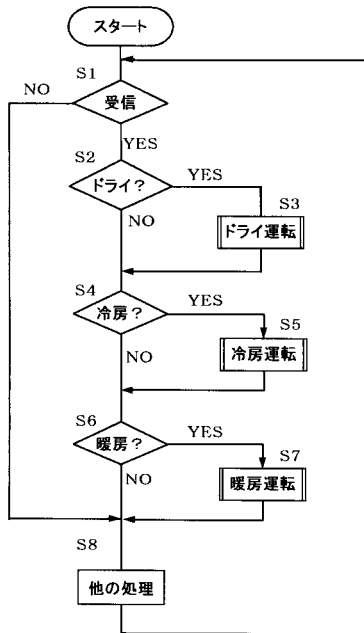 スタート
S1
NO
受信
YES
S2
ドライ?
YES
S3
ドライ運転
NO
S4
冷房?
YES
S5
冷房運転
NO
S6
暖房?
YES
S7
暖房運転
NO
S8
他の処理